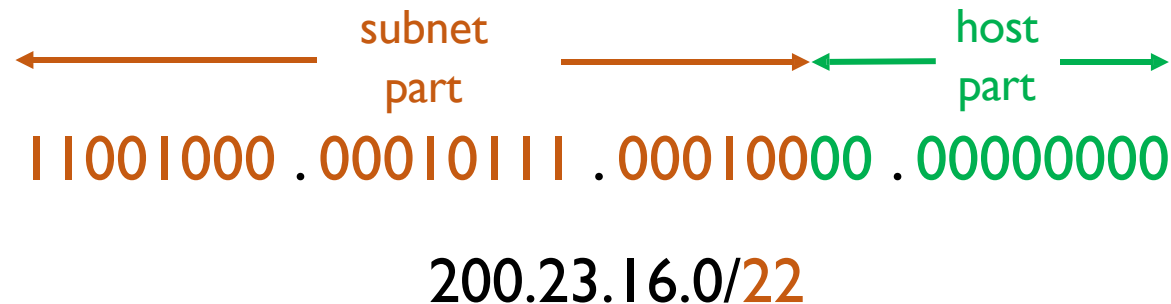 subnet part
host part
11001000 . 00010111 . 00010000 . 00000000
200.23.16.0/22